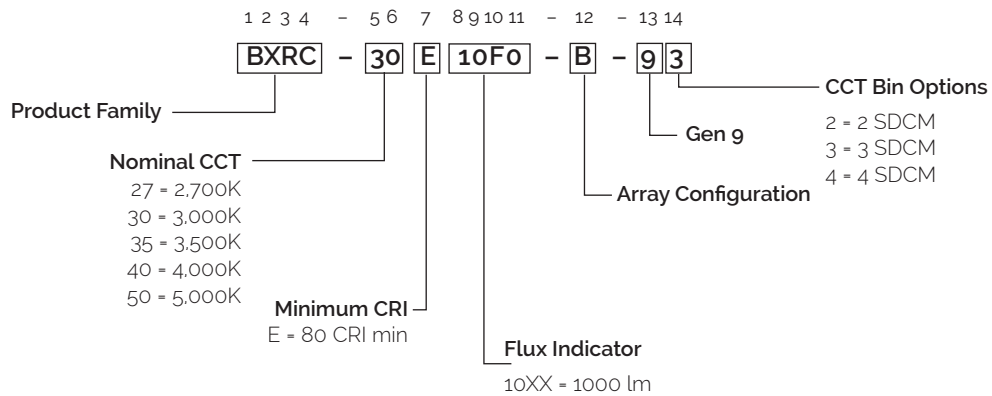 1 2 3 4 – 5 6 7 8 9 10 11 – 12 – 13 14
BXRC – 30 E 10F0 – B – 9 3
Product Family
CCT Bin Options
2 = 2 SDCM
3 = 3 SDCM
4 = 4 SDCM
Gen 9
Nominal CCT
27 = 2,700K
30 = 3,000K
35 = 3,500K
40 = 4,000K
50 = 5,000K
Array Configuration
Minimum CRI
E = 80 CRI min
Flux Indicator
10XX = 1000 lm